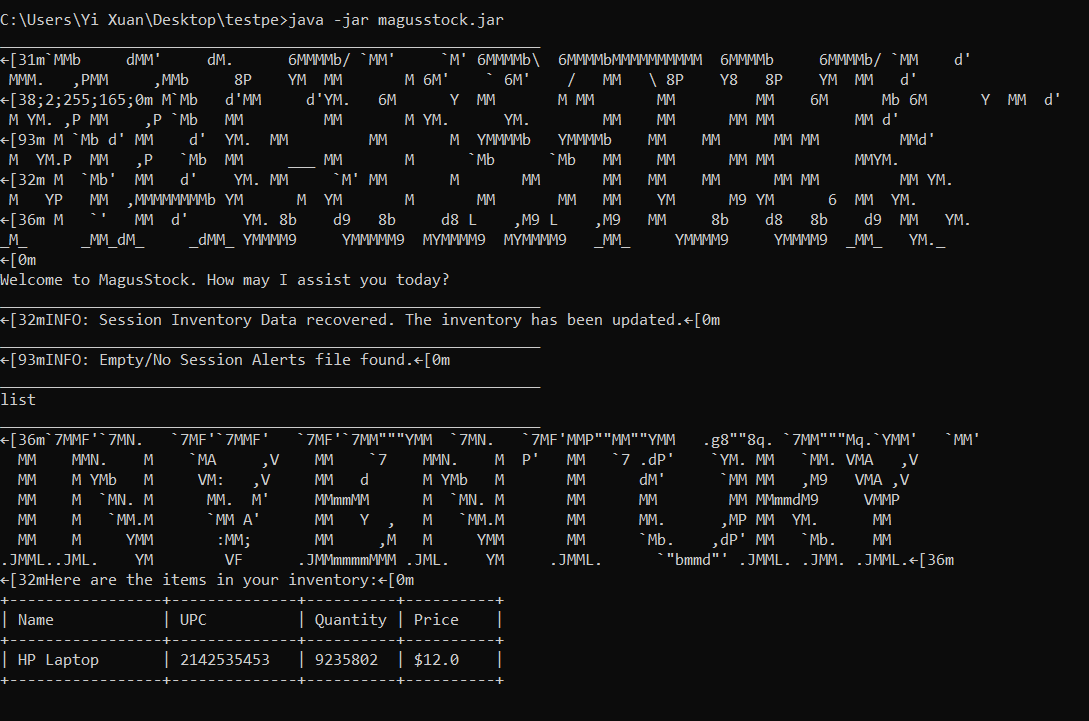 C:\Users\Yi Xuan\Desktop\testpe>java -jar magusstock.jar
____________________________________________________________
←[31m`MMb     dMM'     dM.      6MMMMb/ `MM'     `M' 6MMMMb\  6MMMMbMMMMMMMMMM  6MMMMb     6MMMMb/ `MM    d'
 MMM.   ,PMM     ,MMb     8P    YM  MM       M 6M'    ` 6M'    /   MM   \ 8P    Y8   8P    YM  MM   d'
←[38;2;255;165;0m M`Mb   d'MM     d'YM.   6M      Y  MM       M MM       MM         MM    6M      Mb 6M      Y  MM  d'
 M YM. ,P MM    ,P `Mb   MM         MM       M YM.      YM.        MM    MM      MM MM         MM d'
←[93m M `Mb d' MM    d'  YM.  MM         MM       M  YMMMMb   YMMMMb    MM    MM      MM MM         MMd'
 M  YM.P  MM   ,P   `Mb  MM     ___ MM       M      `Mb      `Mb   MM    MM      MM MM         MMYM.
←[32m M  `Mb'  MM   d'    YM. MM     `M' MM       M       MM       MM   MM    MM      MM MM         MM YM.
 M   YP   MM  ,MMMMMMMMb YM      M  YM       M       MM       MM   MM    YM      M9 YM      6  MM  YM.
←[36m M   `'   MM  d'      YM. 8b    d9   8b     d8 L    ,M9 L    ,M9   MM     8b    d8   8b    d9  MM   YM.
_M_      _MM_dM_     _dMM_ YMMMM9     YMMMMM9  MYMMMM9  MYMMMM9   _MM_     YMMMM9     YMMMM9  _MM_   YM._
←[0m
Welcome to MagusStock. How may I assist you today?
____________________________________________________________
←[32mINFO: Session Inventory Data recovered. The inventory has been updated.←[0m
____________________________________________________________
←[93mINFO: Empty/No Session Alerts file found.←[0m
____________________________________________________________
list
____________________________________________________________
←[36m`7MMF'`7MN.   `7MF'`7MMF'   `7MF'`7MM"""YMM  `7MN.   `7MF'MMP""MM""YMM   .g8""8q. `7MM"""Mq.`YMM'   `MM'
  MM    MMN.    M    `MA     ,V    MM    `7    MMN.    M  P'   MM   `7 .dP'    `YM. MM   `MM. VMA   ,V
  MM    M YMb   M     VM:   ,V     MM   d      M YMb   M       MM      dM'      `MM MM   ,M9   VMA ,V
  MM    M  `MN. M      MM.  M'     MMmmMM      M  `MN. M       MM      MM        MM MMmmdM9     VMMP
  MM    M   `MM.M      `MM A'      MM   Y  ,   M   `MM.M       MM      MM.      ,MP MM  YM.      MM
  MM    M     YMM       :MM;       MM     ,M   M     YMM       MM      `Mb.    ,dP' MM   `Mb.    MM
.JMML..JML.    YM        VF      .JMMmmmmMMM .JML.    YM     .JMML.      `"bmmd"' .JMML. .JMM. .JMML.←[36m
←[32mHere are the items in your inventory:←[0m
+-----------------+--------------+----------+----------+
| Name            | UPC          | Quantity | Price    |
+-----------------+--------------+----------+----------+
| HP Laptop       | 2142535453   | 9235802  | $12.0    |
+-----------------+--------------+----------+----------+